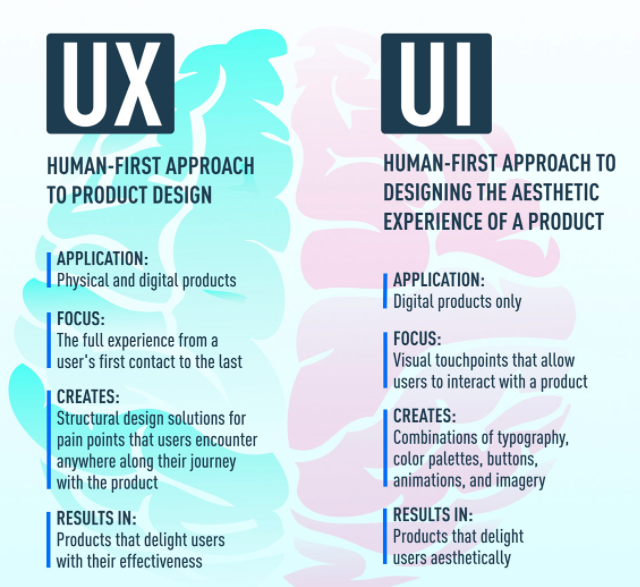 UX
HUMAN-FIRST APPROACH
TO PRODUCT DESIGN
APPLICATION:
Physical and digital products
FOCUS:
The full experience from a
user's first contact to the last
CREATES:
Structural design solutions for
pain points that users encounter
anywhere along their journey
with the product
RESULTS IN:
Products that delight users
with their effectiveness
UI
HUMAN-FIRST APPROACH TO
DESIGNING THE AESTHETIC
EXPERIENCE OF A PRODUCT
APPLICATION:
Digital products only
FOCUS:
Visual touchpoints that allow
users to interact with a product
CREATES:
Combinations of typography,
color palettes, buttons,
animations, and imagery
RESULTS IN:
Products that delight
users aesthetically